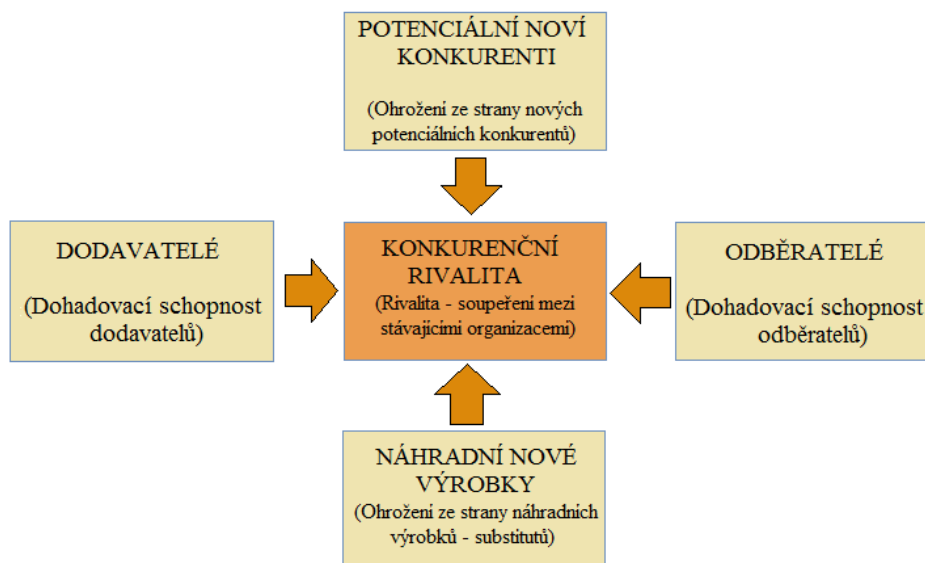 POTENCIÁLNÍ NOVÍ
KONKURENTI
(Ohrožení ze strany nových
potenciálních konkurentů)
DODAVATELÉ
(Dohadovací schopnost
dodavatelů)
KONKURENČNÍ
RIVALITA
(Rivalita - soupeření mezi
stávajicimi organizacemi)
ODBĚRATELÉ
(Dohadovací schopnost
odběratelů)
NÁHRADNÍ NOVÉ
VÝROBKY
(Ohrožení ze strany náhradních
výrobků - substitutů)